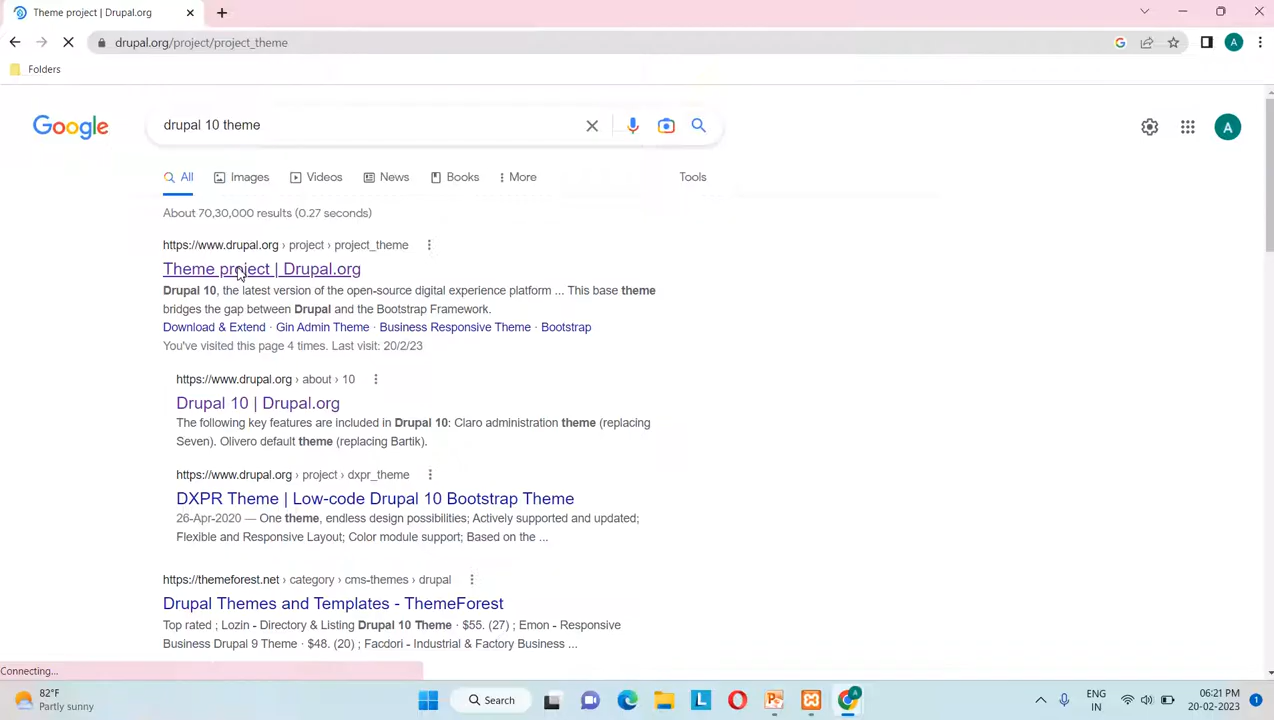 Theme project | Drupal.org
drupal.org/project/project_theme
A
Folders
Google
drupal 10 theme
A
All Images Videos News Books More Tools
About 70,30,000 results (0.27 seconds)
https://www.drupal.org › project › project_theme
Theme project | Drupal.org
Drupal 10, the latest version of the open-source digital experience platform ... This base theme
bridges the gap between Drupal and the Bootstrap Framework.
Download & Extend · Gin Admin Theme · Business Responsive Theme · Bootstrap
You've visited this page 4 times. Last visit: 20/2/23
https://www.drupal.org › about › 10
Drupal 10 | Drupal.org
The following key features are included in Drupal 10: Claro administration theme (replacing
Seven). Olivero default theme (replacing Bartik).
https://www.drupal.org › project › dxpr_theme
DXPR Theme | Low-code Drupal 10 Bootstrap Theme
26-Apr-2020 — One theme, endless design possibilities; Actively supported and updated;
Flexible and Responsive Layout; Color module support; Based on the ...
https://themeforest.net › category › cms-themes › drupal
Drupal Themes and Templates - ThemeForest
Top rated ; Lozin - Directory & Listing Drupal 10 Theme · $55. (27) ; Emon - Responsive
Business Drupal 9 Theme · $48. (20) ; Facdori - Industrial & Factory Business ...
Connecting...
82°F
Partly sunny
Search
L
A
ENG
IN
06:21 PM
20-02-2023
1